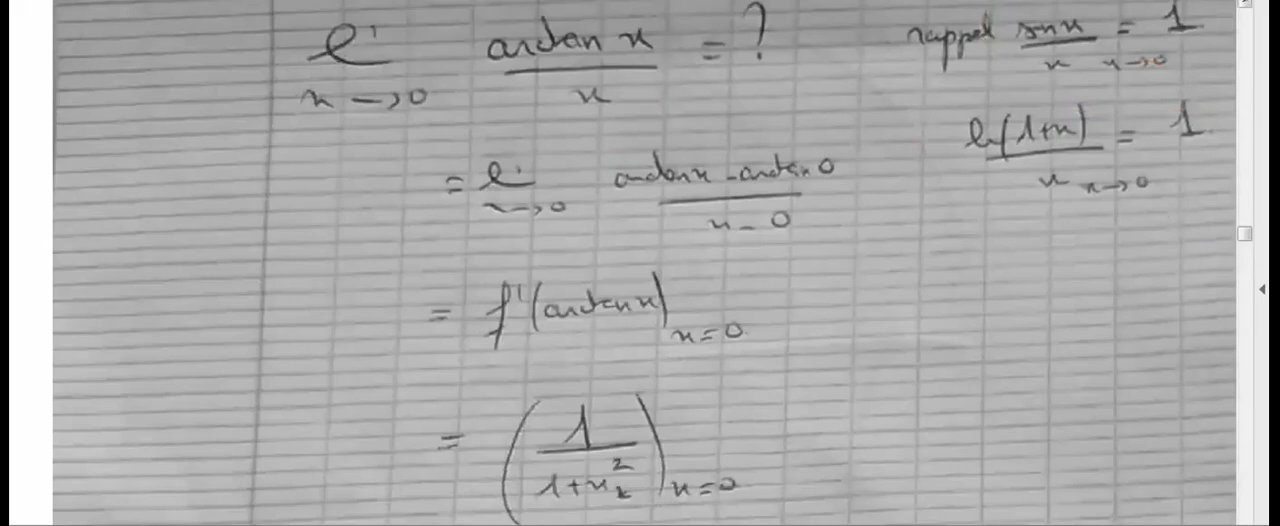 lim arctan x / x = ?
x → 0
rappel sin x / x = 1
x → 0
ln(1+x) / x = 1
x → 0
= lim arctan x - arctan 0 / x - 0
x → 0
= f'(arctan x) x=0
= ( 1 / 1+x² ) x=0